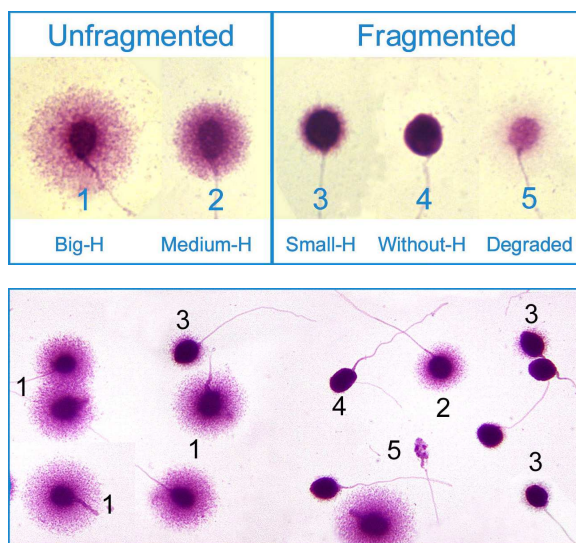 Unfragmented Fragmented
1 2 3 4 5
Big-H Medium-H Small-H Without-H Degraded
3 3
1 4 2
1 5
1 3